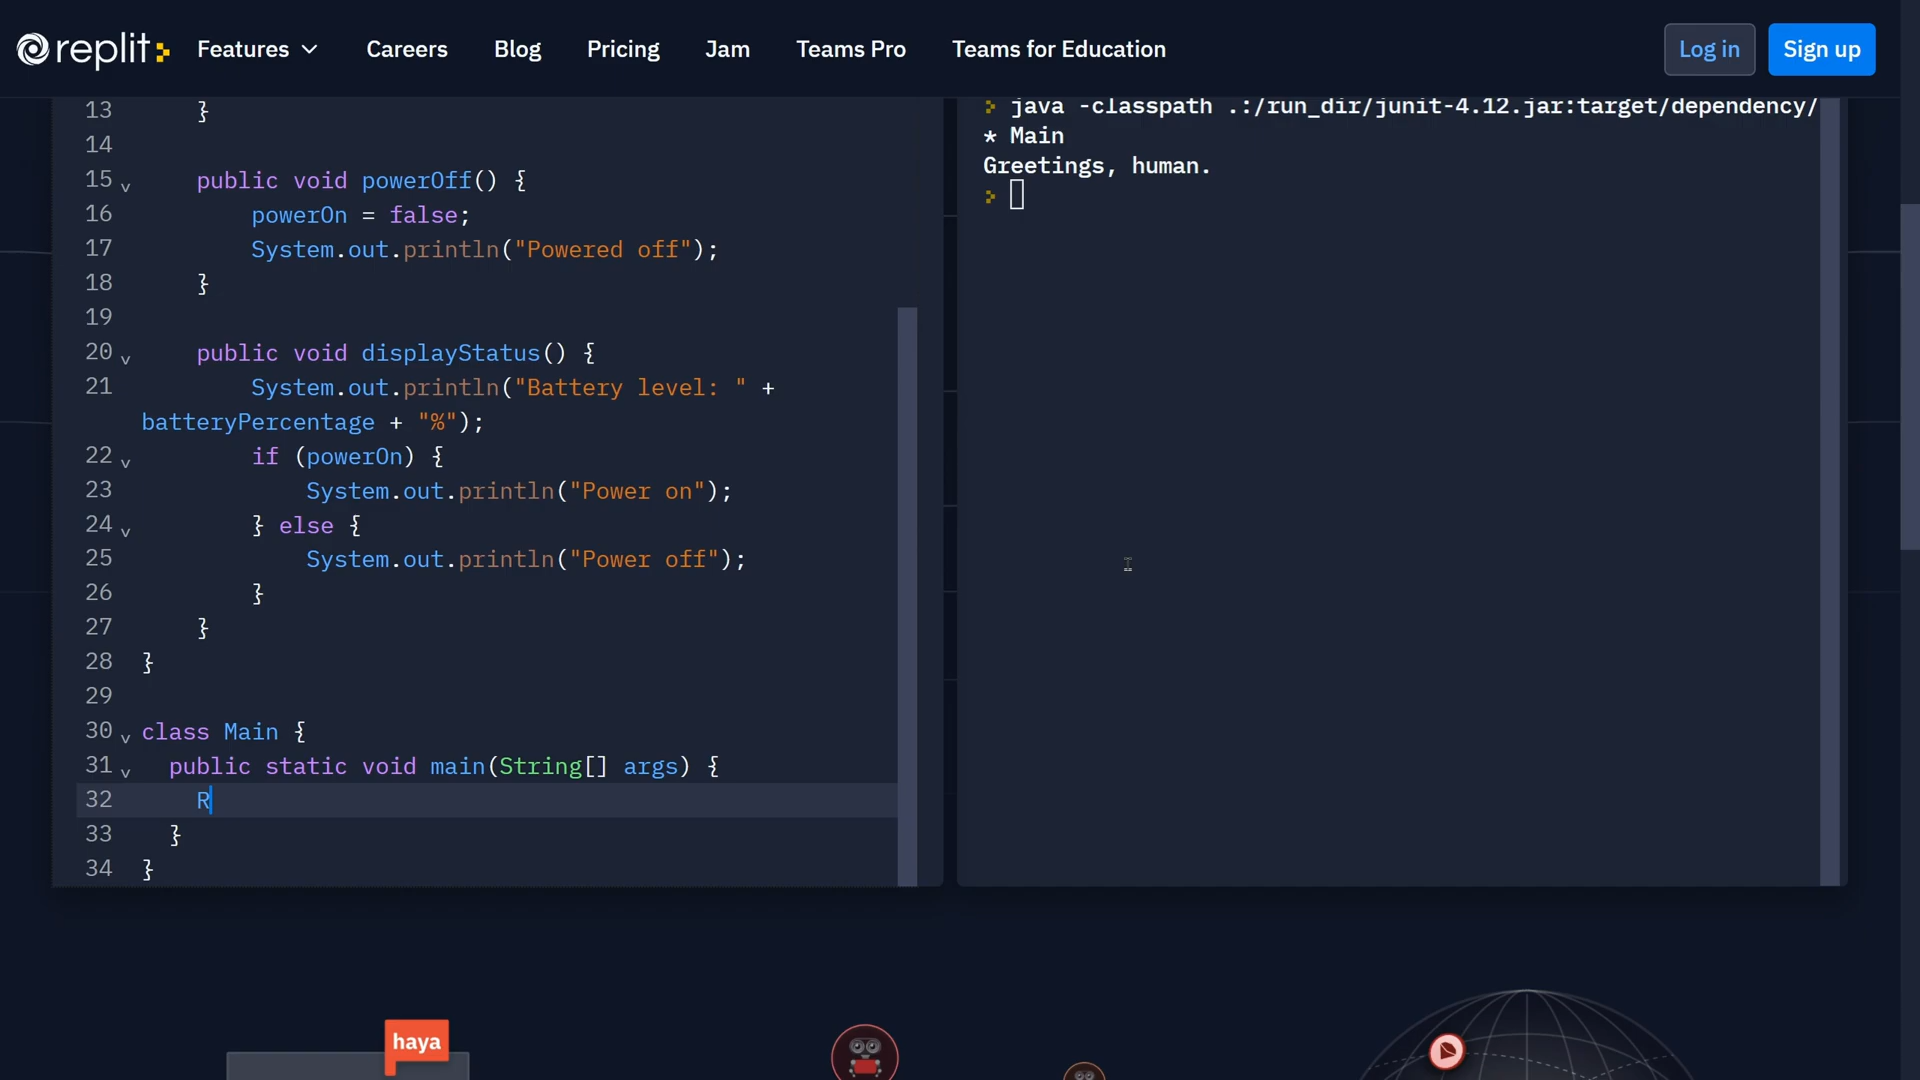 replit
Features Careers Blog Pricing Jam Teams Pro Teams for Education Log in Sign up
13 }
14
15 public void powerOff() {
16 powerOn = false;
17 System.out.println("Powered off");
18 }
19
20 public void displayStatus() {
21 System.out.println("Battery level: " +
batteryPercentage + "%");
22 if (powerOn) {
23 System.out.println("Power on");
24 } else {
25 System.out.println("Power off");
26 }
27 }
28 }
29
30 class Main {
31 public static void main(String[] args) {
32 R
33 }
34 }
java -classpath .:/run_dir/junit-4.12.jar:target/dependency/
* Main
Greetings, human.
haya